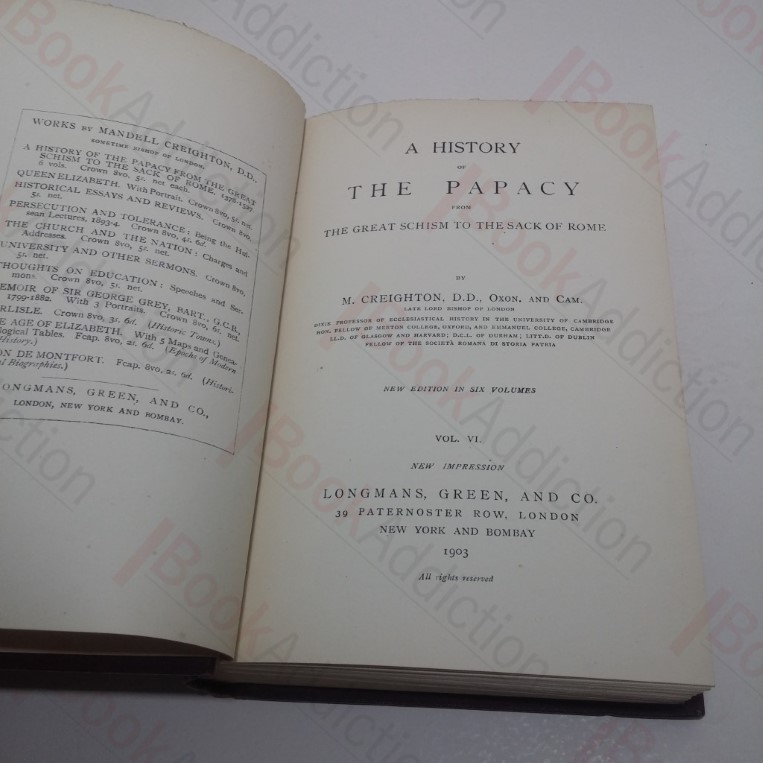 WORKS BY MANDELL CREIGHTON, D.D.,
SOMETIME BISHOP OF LONDON.
A HISTORY OF THE PAPACY FROM THE GREAT
SCHISM TO THE SACK OF ROME, 1378-1527
6 vols. Crown 8vo, 5s. net each.
QUEEN ELIZABETH. With Portrait. Crown 8vo, 5s. net.
HISTORICAL ESSAYS AND REVIEWS. Crown 8vo,
5s. net.
PERSECUTION AND TOLERANCE: Being the Hul-
sean Lectures, 1893-4. Crown 8vo, 4s. 6d.
THE CHURCH AND THE NATION: Charges and
Addresses. Crown 8vo, 5s. net.
UNIVERSITY AND OTHER SERMONS. Crown 8vo,
5s. net.
THOUGHTS ON EDUCATION: Speeches and Ser-
mons. Crown 8vo, 5s. net.
EMOIR OF SIR GEORGE GREY, BART., G.C.B.,
1799-1882. With 3 Portraits. Crown 8vo, 6s. net.
RLISLE. Crown 8vo, 3s. 6d. (Historic Towns.)
E AGE OF ELIZABETH. With 5 Maps and Genea-
logical Tables. Fcap. 8vo, 2s. 6d. (Epochs of Modern
History.)
ON DE MONTFORT. Fcap. 8vo, 2s. 6d. (Histori-
al Biographies.)
ONGMANS, GREEN, AND CO.,
LONDON, NEW YORK AND BOMBAY.
A HISTORY
OF
THE PAPACY
FROM
THE GREAT SCHISM TO THE SACK OF ROME
BY
M. CREIGHTON, D.D., OXON. AND CAM.
LATE LORD BISHOP OF LONDON
DIXIE PROFESSOR OF ECCLESIASTICAL HISTORY IN THE UNIVERSITY OF CAMBRIDGE
HON. FELLOW OF MERTON COLLEGE, OXFORD, AND EMMANUEL COLLEGE, CAMBRIDGE
LL.D. OF GLASGOW AND HARVARD; D.C.L. OF DURHAM; LITT.D. OF DUBLIN
FELLOW OF THE SOCIETÀ ROMANA DI STORIA PATRIA
NEW EDITION IN SIX VOLUMES
VOL. VI.
NEW IMPRESSION
LONGMANS, GREEN, AND CO.
39 PATERNOSTER ROW, LONDON
NEW YORK AND BOMBAY
1903
All rights reserved
BookAddiction